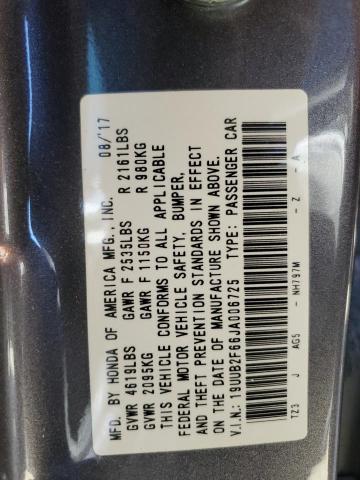 MFD. BY HONDA OF AMERICA MFG., INC. 08/'17
GVWR 4619LBS GAWR F 2535LBS R 2161LBS
GVWR 2095KG GAWR F 1150KG R 980KG
THIS VEHICLE CONFORMS TO ALL APPLICABLE
FEDERAL MOTOR VEHICLE SAFETY, BUMPER,
AND THEFT PREVENTION STANDARDS IN EFFECT
ON THE DATE OF MANUFACTURE SHOWN ABOVE.
V.I.N.: 19UUB2F66JA006725 TYPE: PASSENGER CAR
TZ3 J AG5 - NH797M - Z - A